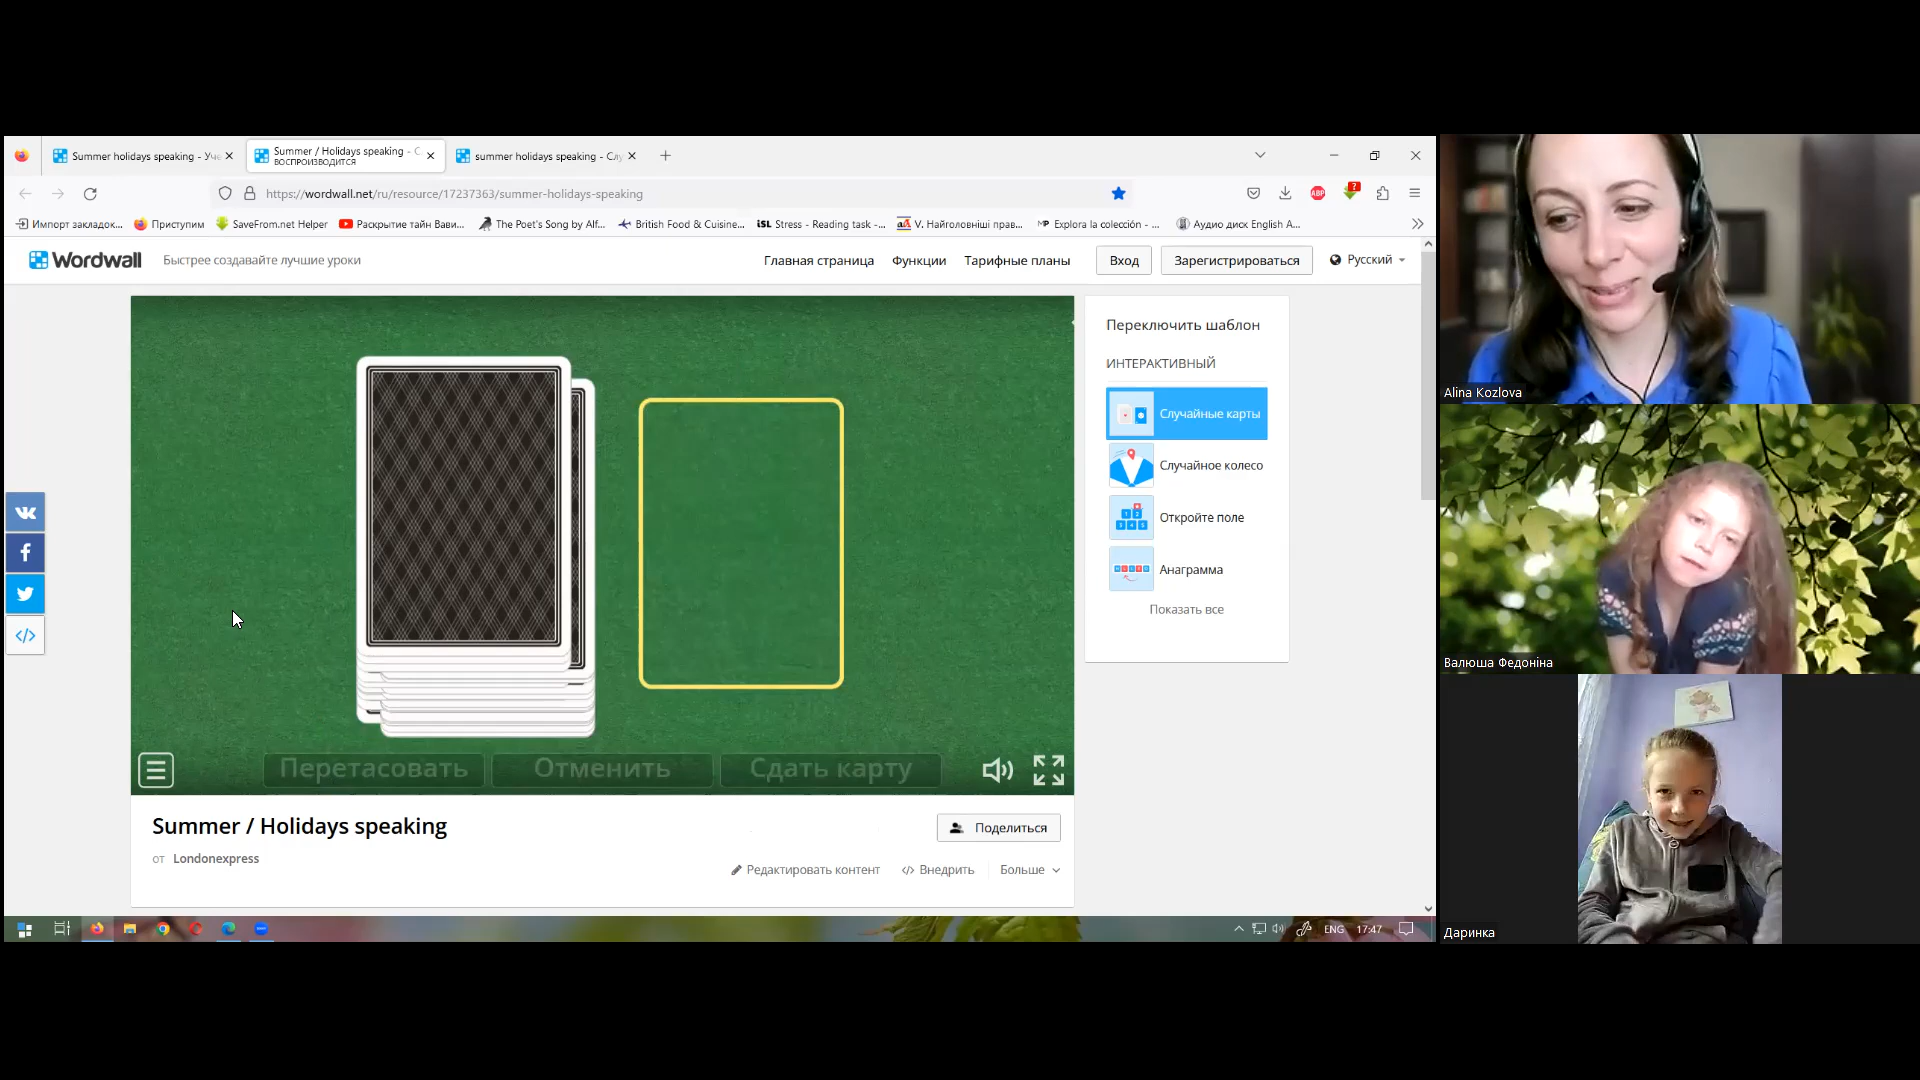 Summer holidays speaking - Уче
Summer / Holidays speaking - С
ВОСПРОИЗВОДИТСЯ
summer holidays speaking - Слу
https://wordwall.net/ru/resource/17237363/summer-holidays-speaking
ABP
?
Импорт закладок...
Приступим
SaveFrom.net Helper
Раскрытие тайн Вави...
The Poet's Song by Alf...
British Food & Cuisine...
iSL Stress - Reading task -...
aA V. Найголовніші прав...
MP Explora la colección - ...
Аудио диск English A...
Wordwall
Быстрее создавайте лучшие уроки
Главная страница
Функции
Тарифные планы
Вход
Зарегистрироваться
Русский
Переключить шаблон
ИНТЕРАКТИВНЫЙ
Случайные карты
Случайное колесо
Откройте поле
Анаграмма
Показать все
Перетасовать
Отменить
Сдать карту
Summer / Holidays speaking
от Londonexpress
Поделиться
Редактировать контент
Внедрить
Больше
ENG
17:47
Alina Kozlova
Валюша Федоніна
Даринка